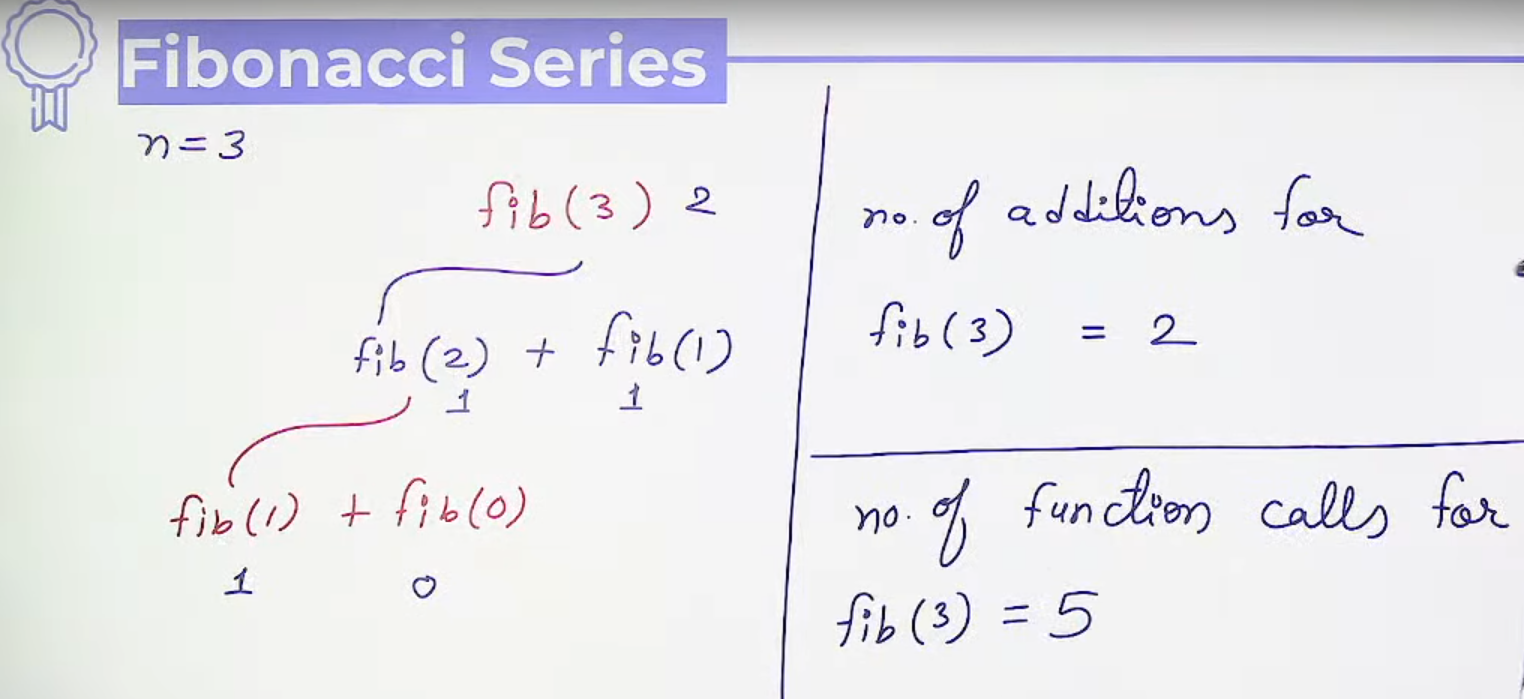 Fibonacci Series
n=3
fib(3) 2
fib(2) + fib(1)
1 1
fib(1) + fib(0)
1 0
no. of additions for
fib(3) = 2
no. of function calls for
fib(3) = 5